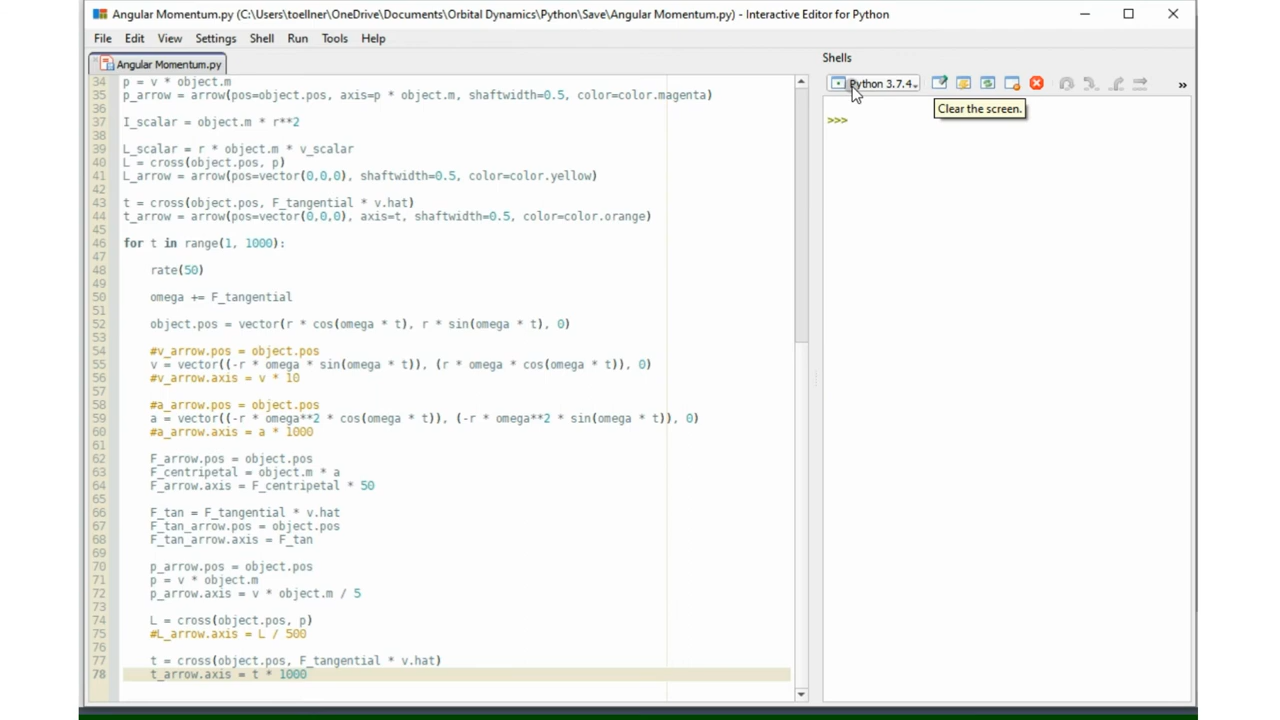 Angular Momentum.py (C:\Users\toellner\OneDrive\Documents\Orbital Dynamics\Python\Save\Angular Momentum.py) - Interactive Editor for Python
File Edit View Settings Shell Run Tools Help
Angular Momentum.py
34 p = v * object.m
35 p_arrow = arrow(pos=object.pos, axis=p * object.m, shaftwidth=0.5, color=color.magenta)
36
37 I_scalar = object.m * r**2
38
39 L_scalar = r * object.m * v_scalar
40 L = cross(object.pos, p)
41 L_arrow = arrow(pos=vector(0,0,0), shaftwidth=0.5, color=color.yellow)
42
43 t = cross(object.pos, F_tangential * v.hat)
44 t_arrow = arrow(pos=vector(0,0,0), axis=t, shaftwidth=0.5, color=color.orange)
45
46 for t in range(1, 1000):
47
48 rate(50)
49
50 omega += F_tangential
51
52 object.pos = vector(r * cos(omega * t), r * sin(omega * t), 0)
53
54 #v_arrow.pos = object.pos
55 v = vector((-r * omega * sin(omega * t)), (r * omega * cos(omega * t)), 0)
56 #v_arrow.axis = v * 10
57
58 #a_arrow.pos = object.pos
59 a = vector((-r * omega**2 * cos(omega * t)), (-r * omega**2 * sin(omega * t)), 0)
60 #a_arrow.axis = a * 1000
61
62 F_arrow.pos = object.pos
63 F_centripetal = object.m * a
64 F_arrow.axis = F_centripetal * 50
65
66 F_tan = F_tangential * v.hat
67 F_tan_arrow.pos = object.pos
68 F_tan_arrow.axis = F_tan
69
70 p_arrow.pos = object.pos
71 p = v * object.m
72 p_arrow.axis = v * object.m / 5
73
74 L = cross(object.pos, p)
75 #L_arrow.axis = L / 500
76
77 t = cross(object.pos, F_tangential * v.hat)
78 t_arrow.axis = t * 1000
Shells
Python 3.7.4
»
Clear the screen.
>>>